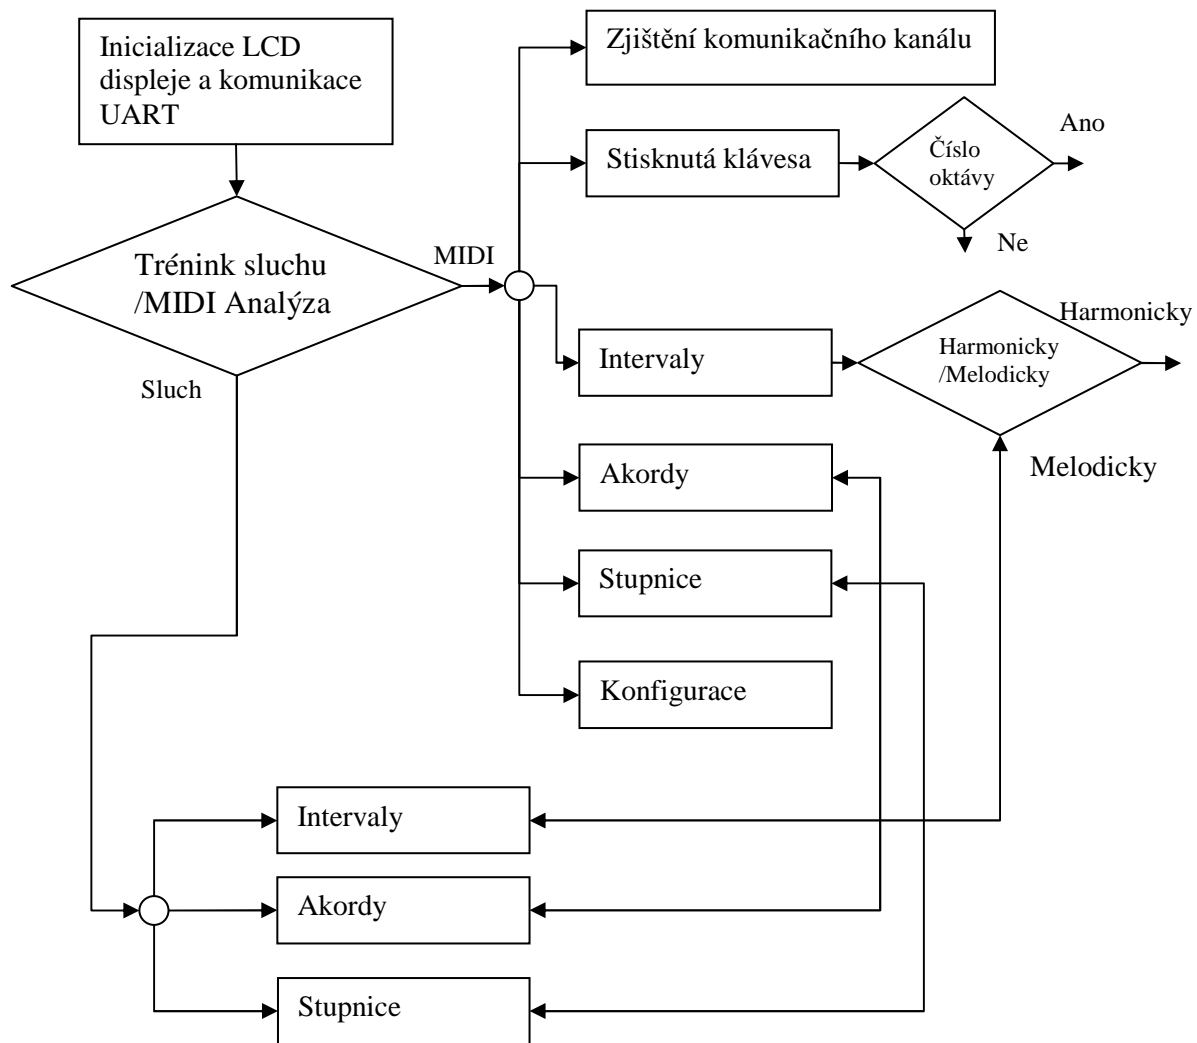 Inicializace LCD
displeje a komunikace
UART
Zjištění komunikačního kanálu
Stisknutá klávesa
Číslo
oktávy
Ano
Ne
Trénink sluchu
/MIDI Analýza
MIDI
Sluch
Intervaly
Harmonicky
/Melodicky
Harmonicky
Melodicky
Akordy
Stupnice
Konfigurace
Intervaly
Akordy
Stupnice